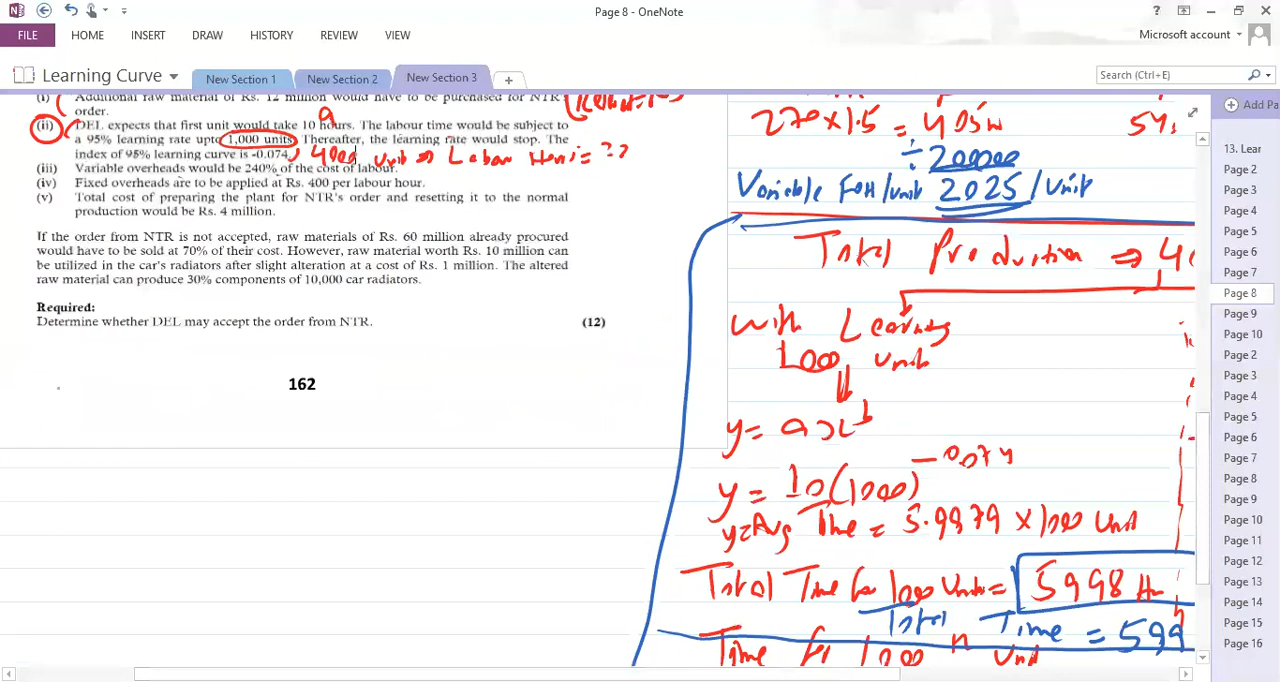 Page 8 - OneNote
Microsoft account
FILE HOME INSERT DRAW HISTORY REVIEW VIEW
Learning Curve
New Section 1
New Section 2
New Section 3
Search (Ctrl+E)
Add Pa
(i) Additional raw material of Rs. 12 million would have to be purchased for NTR
order.
a
(ii) DEL expects that first unit would take 10 hours. The labour time would be subject to
a 95% learning rate upto 1,000 units. Thereafter, the learning rate would stop. The
index of 95% learning curve is -0.074.
4000 unit ⇒ Labour Hours = ??
(iii) Variable overheads would be 240% of the cost of labour.
(iv) Fixed overheads are to be applied at Rs. 400 per labour hour.
(v) Total cost of preparing the plant for NTR's order and resetting it to the normal
production would be Rs. 4 million.
If the order from NTR is not accepted, raw materials of Rs. 60 million already procured
would have to be sold at 70% of their cost. However, raw material worth Rs. 10 million can
be utilized in the car's radiators after slight alteration at a cost of Rs. 1 million. The altered
raw material can produce 30% components of 10,000 car radiators.
Required:
Determine whether DEL may accept the order from NTR.
(12)
162
270 x 1.5 = 405m
54
÷ 200000
Variable FOH/unit 2025 /unit
Total Production ⇒ 40
With Learning
1000 unit
y = ax^b
y = 10(1000)^-0.074
y = Avg Time = 5.9979 x 1000 Unit
Total Time for 1000 Units = 5998 Hr
Total Time = 599
Time for 1000 n Unit
13. Lear
Page 2
Page 3
Page 4
Page 5
Page 6
Page 7
Page 8
Page 9
Page 10
Page 2
Page 3
Page 4
Page 5
Page 6
Page 7
Page 8
Page 9
Page 10
Page 11
Page 12
Page 13
Page 14
Page 15
Page 16